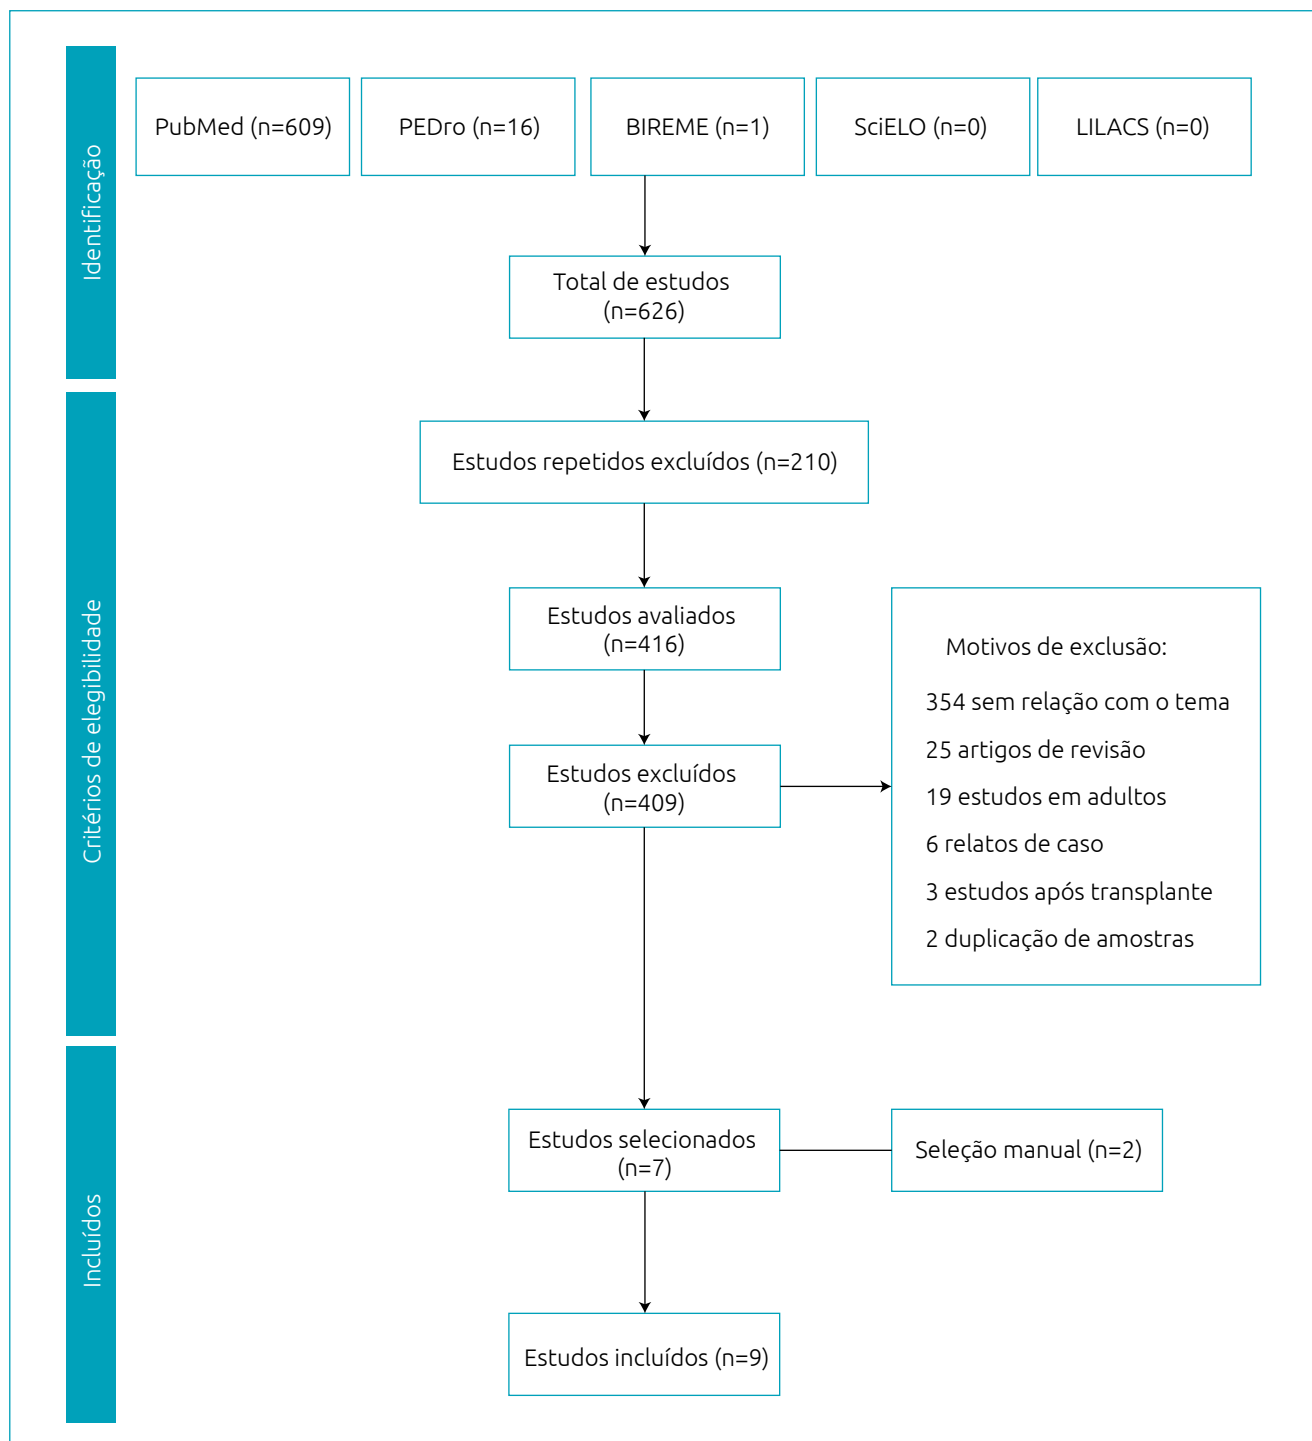 Identificação
PubMed (n=609)
PEDro (n=16)
BIREME (n=1)
SciELO (n=0)
LILACS (n=0)
Total de estudos
(n=626)
Critérios de elegibilidade
Estudos repetidos excluídos (n=210)
Estudos avaliados
(n=416)
Estudos excluídos
(n=409)
Motivos de exclusão:
354 sem relação com o tema
25 artigos de revisão
19 estudos em adultos
6 relatos de caso
3 estudos após transplante
2 duplicação de amostras
Incluídos
Estudos selecionados
(n=7)
Seleção manual (n=2)
Estudos incluídos (n=9)